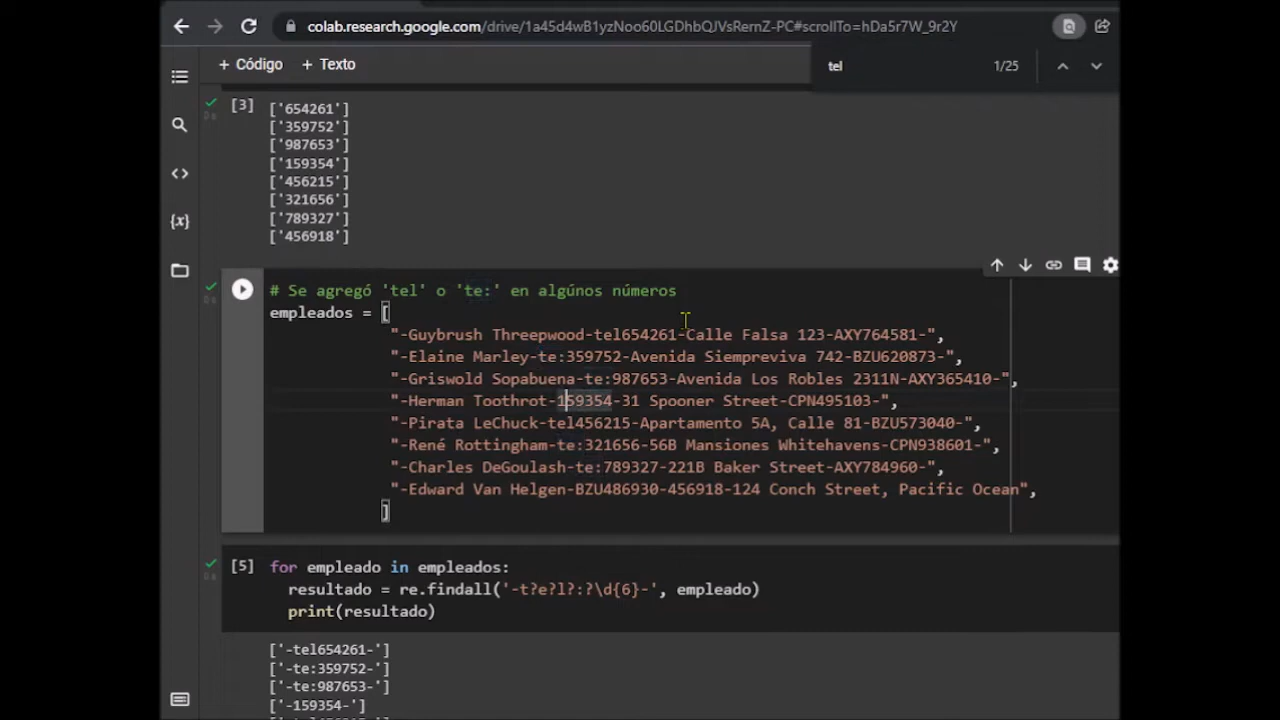 colab.research.google.com/drive/1a45d4wB1yzNoo60LGDhbQJVsRernZ-PC#scrollTo=hDa5r7W_9r2Y
+ Código + Texto
tel 1/25
[3] ['654261']
['359752']
['987653']
['159354']
['456215']
['321656']
['789327']
['456918']
# Se agregó 'tel' o 'te:' en algúnos números
empleados = [
"-Guybrush Threepwood-tel654261-Calle Falsa 123-AXY764581-",
"-Elaine Marley-te:359752-Avenida Siempreviva 742-BZU620873-",
"-Griswold Sopabuena-te:987653-Avenida Los Robles 2311N-AXY365410-",
"-Herman Toothrot-159354-31 Spooner Street-CPN495103-",
"-Pirata LeChuck-tel456215-Apartamento 5A, Calle 81-BZU573040-",
"-René Rottingham-te:321656-56B Mansiones Whitehavens-CPN938601-",
"-Charles DeGoulash-te:789327-221B Baker Street-AXY784960-",
"-Edward Van Helgen-BZU486930-456918-124 Conch Street, Pacific Ocean",
]
[5] for empleado in empleados:
resultado = re.findall('-t?e?l?:?\d{6}-', empleado)
print(resultado)
['-tel654261-']
['-te:359752-']
['-te:987653-']
['-159354-']